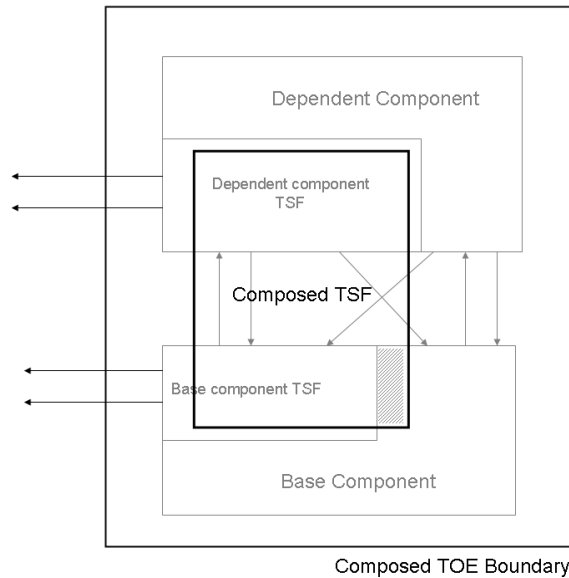 Dependent Component
Dependent component
TSF
Composed TSF
Base component TSF
Base Component
Composed TOE Boundary